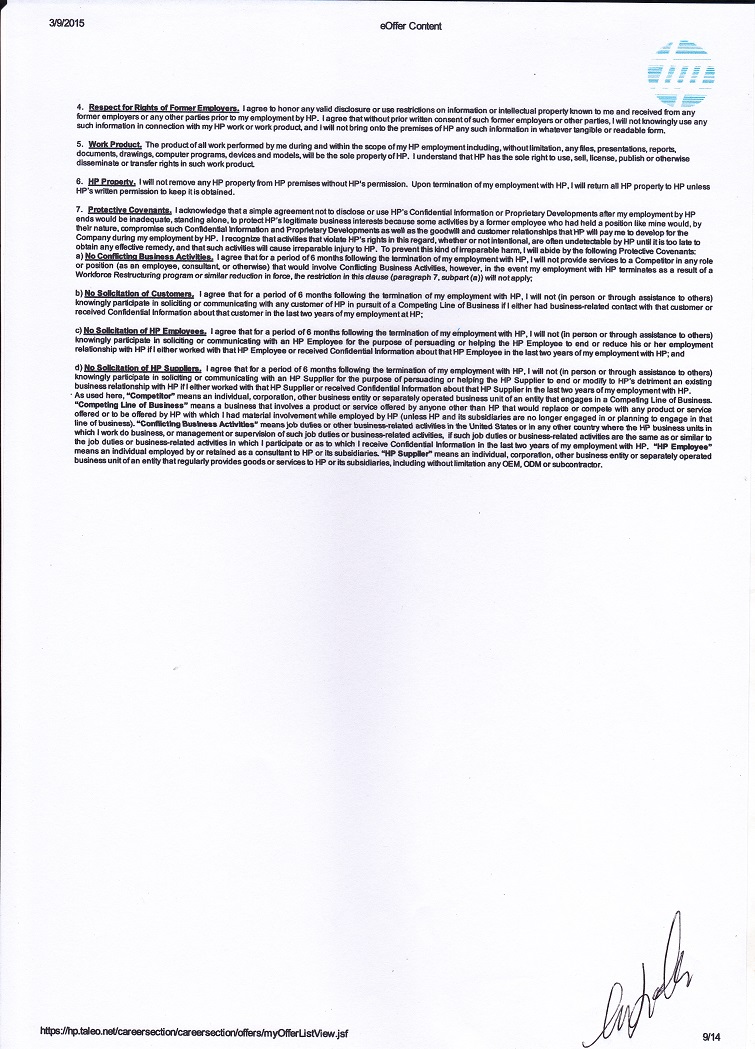 3/9/2015
eOffer Content
4. Respect for Rights of Former Employers. I agree to honor any valid disclosure or use restrictions on information or intellectual property known to me and received from any
former employers or any other parties prior to my employment by HP. I agree that without prior written consent of such former employers or other parties, I will not knowingly use any
such information in connection with my HP work or work product, and I will not bring onto the premises of HP any such information in whatever tangible or readable form.
5. Work Product. The product of all work performed by me during and within the scope of my HP employment including, without limitation, any files, presentations, reports,
documents, drawings, computer programs, devices and models, will be the sole property of HP. I understand that HP has the sole right to use, sell, license, publish or otherwise
disseminate or transfer rights in such work product.
6. HP Property. I will not remove any HP property from HP premises without HP's permission. Upon termination of my employment with HP, I will return all HP property to HP unless
HP's written permission to keep it is obtained.
7. Protective Covenants. I acknowledge that a simple agreement not to disclose or use HP's Confidential Information or Proprietary Developments after my employment by HP
ends would be inadequate, standing alone, to protect HP's legitimate business interests because some activities by a former employee who had held a position like mine would, by
their nature, compromise such Confidential Information and Proprietary Developments as well as the goodwill and customer relationships that HP will pay me to develop for the
Company during my employment by HP. I recognize that activities that violate HP's rights in this regard, whether or not intentional, are often undetectable by HP until it is too late to
obtain any effective remedy, and that such activities will cause irreparable injury to HP. To prevent this kind of irreparable harm, I will abide by the following Protective Covenants:
a) No Conflicting Business Activities. I agree that for a period of 6 months following the termination of my employment with HP, I will not provide services to a Competitor in any role
or position (as an employee, consultant, or otherwise) that would involve Conflicting Business Activities, however, in the event my employment with HP terminates as a result of a
Workforce Restructuring program or similar reduction in force, the restriction in this clause (paragraph 7, subpart (a)) will not apply;
b) No Solicitation of Customers. I agree that for a period of 6 months following the termination of my employment with HP, I will not (in person or through assistance to others)
knowingly participate in soliciting or communicating with any customer of HP in pursuit of a Competing Line of Business if I either had business-related contact with that customer or
received Confidential Information about that customer in the last two years of my employment at HP;
c) No Solicitation of HP Employees. I agree that for a period of 6 months following the termination of my employment with HP, I will not (in person or through assistance to others)
knowingly participate in soliciting or communicating with an HP Employee for the purpose of persuading or helping the HP Employee to end or reduce his or her employment
relationship with HP if I either worked with that HP Employee or received Confidential Information about that HP Employee in the last two years of my employment with HP; and
d) No Solicitation of HP Suppliers. I agree that for a period of 6 months following the termination of my employment with HP, I will not (in person or through assistance to others)
knowingly participate in soliciting or communicating with an HP Supplier for the purpose of persuading or helping the HP Supplier to end or modify to HP's detriment an existing
business relationship with HP if I either worked with that HP Supplier or received Confidential Information about that HP Supplier in the last two years of my employment with HP.
As used here, "Competitor" means an individual, corporation, other business entity or separately operated business unit of an entity that engages in a Competing Line of Business.
"Competing Line of Business" means a business that involves a product or service offered by anyone other than HP that would replace or compete with any product or service
offered or to be offered by HP with which I had material involvement while employed by HP (unless HP and its subsidiaries are no longer engaged in or planning to engage in that
line of business). "Conflicting Business Activities" means job duties or other business-related activities in the United States or in any other country where the HP business units in
which I work do business, or management or supervision of such job duties or business-related activities, if such job duties or business-related activities are the same as or similar to
the job duties or business-related activities in which I participate or as to which I receive Confidential Information in the last two years of my employment with HP. "HP Employee"
means an individual employed by or retained as a consultant to HP or its subsidiaries. "HP Supplier" means an individual, corporation, other business entity or separately operated
business unit of an entity that regularly provides goods or services to HP or its subsidiaries, including without limitation any OEM, ODM or subcontractor.
https://hp.taleo.net/careersection/careersection/offers/myOfferListView.jsf
9/14